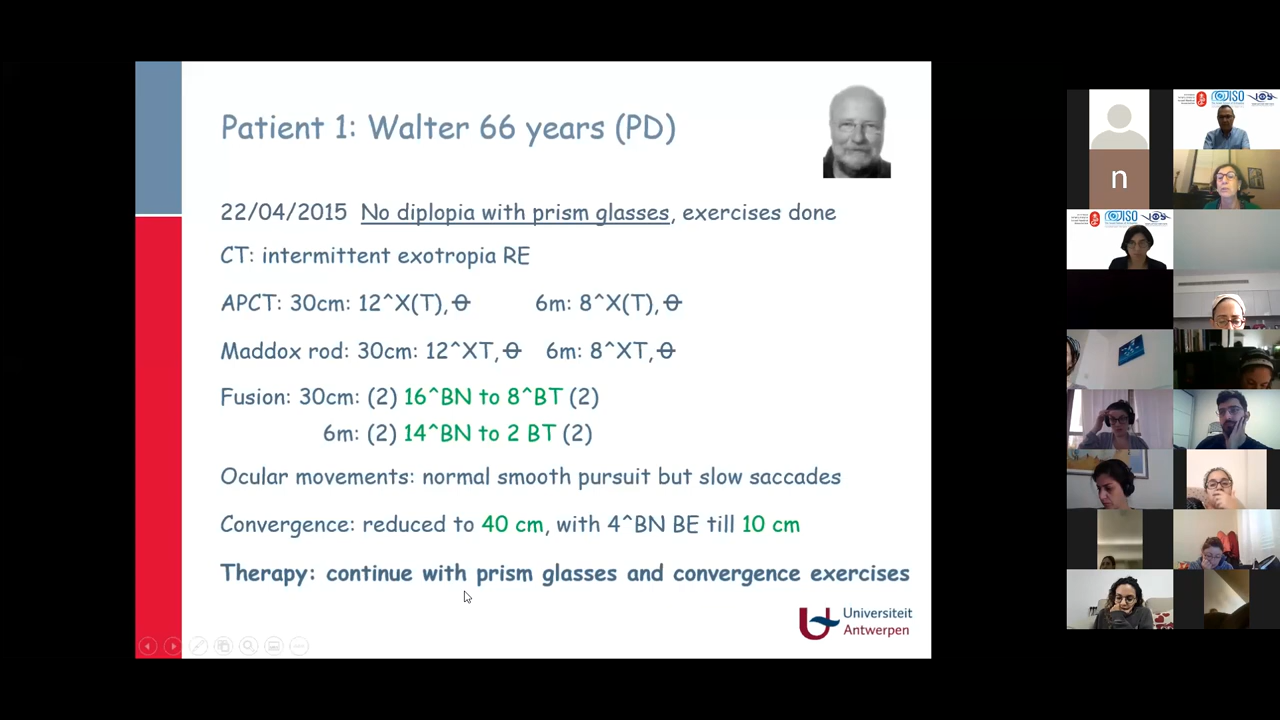 Patient 1: Walter 66 years (PD)
22/04/2015 No diplopia with prism glasses, exercises done
CT: intermittent exotropia RE
APCT: 30cm: 12^X(T), Θ 6m: 8^X(T), Θ
Maddox rod: 30cm: 12^XT, Θ 6m: 8^XT, Θ
Fusion: 30cm: (2) 16^BN to 8^BT (2)
6m: (2) 14^BN to 2 BT (2)
Ocular movements: normal smooth pursuit but slow saccades
Convergence: reduced to 40 cm, with 4^BN BE till 10 cm
Therapy: continue with prism glasses and convergence exercises
Universiteit
Antwerpen
n
ISO
ISO